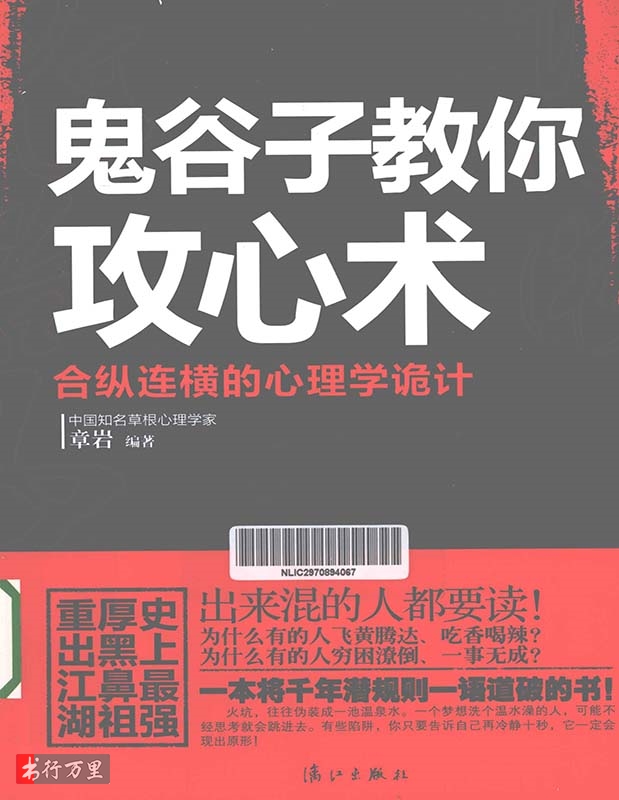 鬼谷子教你
攻心术
合纵连横的心理学诡计
中国知名草根心理学家
章岩 编著
NLIC2970894067
史上最强
厚黑鼻祖
重出江湖
出来混的人都要读！
为什么有的人飞黄腾达、吃香喝辣？
为什么有的人穷困潦倒、一事无成？
一本将千年潜规则一语道破的书！
火坑，往往伪装成一池温泉水。一个梦想洗个温水澡的人，可能不
经思考就会跳进去。有些陷阱，你只要告诉自己再冷静十秒，它一定会
现出原形！
漓江出版社
书行万里